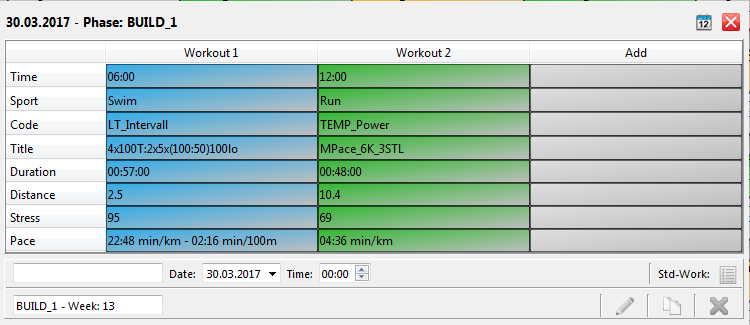 30.03.2017 - Phase: BUILD_1
12
Workout 1 Workout 2 Add
Time 06:00 12:00
Sport Swim Run
Code LT_Intervall TEMP_Power
Title 4x100T:2x5x(100:50)100lo MPace_6K_3STL
Duration 00:57:00 00:48:00
Distance 2.5 10.4
Stress 95 69
Pace 22:48 min/km - 02:16 min/100m 04:36 min/km
Date: 30.03.2017 Time: 00:00 Std-Work:
BUILD_1 - Week: 13